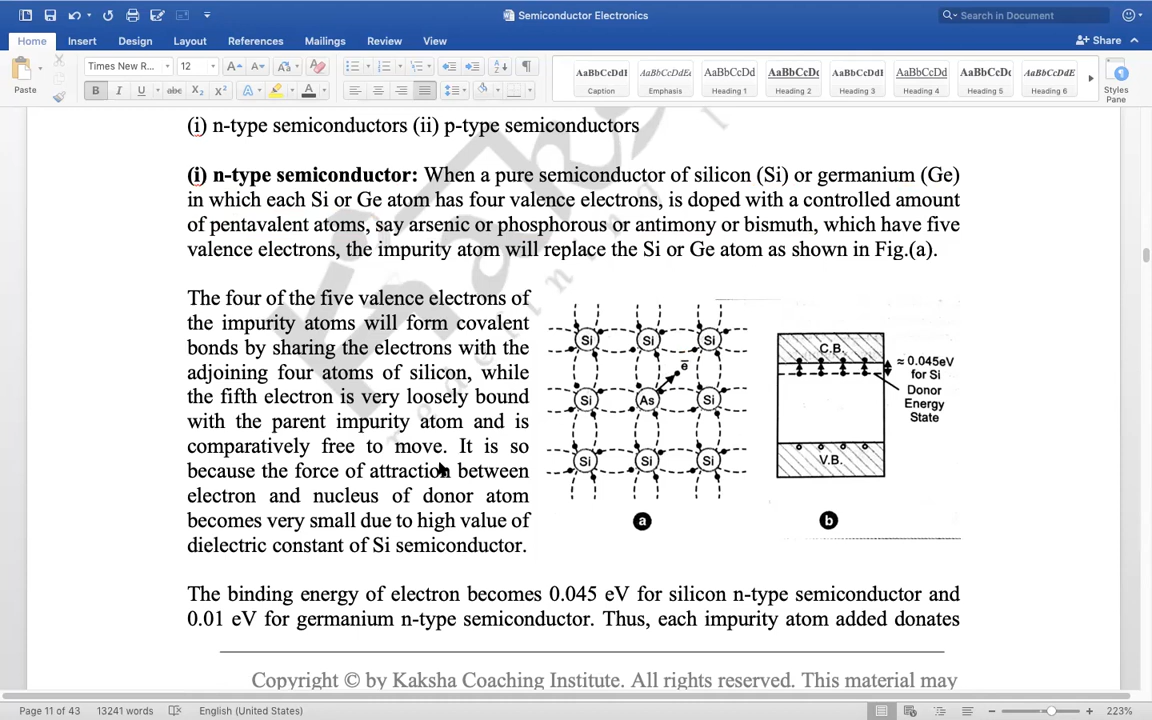 Semiconductor Electronics
Search in Document
Home Insert Design Layout References Mailings Review View
Share
Paste
Times New R... 12
AaBbCcDdI AaBbCcDdEe AaBbCcDd AaBbCcDc AaBbCcDd AaBbCcDd AaBbCcDd AaBbCcDdE
Caption Emphasis Heading 1 Heading 2 Heading 3 Heading 4 Heading 5 Heading 6
Styles
Pane
(i) n-type semiconductors (ii) p-type semiconductors
(i) n-type semiconductor: When a pure semiconductor of silicon (Si) or germanium (Ge)
in which each Si or Ge atom has four valence electrons, is doped with a controlled amount
of pentavalent atoms, say arsenic or phosphorous or antimony or bismuth, which have five
valence electrons, the impurity atom will replace the Si or Ge atom as shown in Fig.(a).
The four of the five valence electrons of
the impurity atoms will form covalent
bonds by sharing the electrons with the
adjoining four atoms of silicon, while
the fifth electron is very loosely bound
with the parent impurity atom and is
comparatively free to move. It is so
because the force of attraction between
electron and nucleus of donor atom
becomes very small due to high value of
dielectric constant of Si semiconductor.
Si Si Si
e
Si As Si
Si Si Si
a
C.B.
≈ 0.045eV
for Si
Donor
Energy
State
V.B.
b
The binding energy of electron becomes 0.045 eV for silicon n-type semiconductor and
0.01 eV for germanium n-type semiconductor. Thus, each impurity atom added donates
Copyright © by Kaksha Coaching Institute. All rights reserved. This material may
Page 11 of 43 13241 words English (United States) 223%